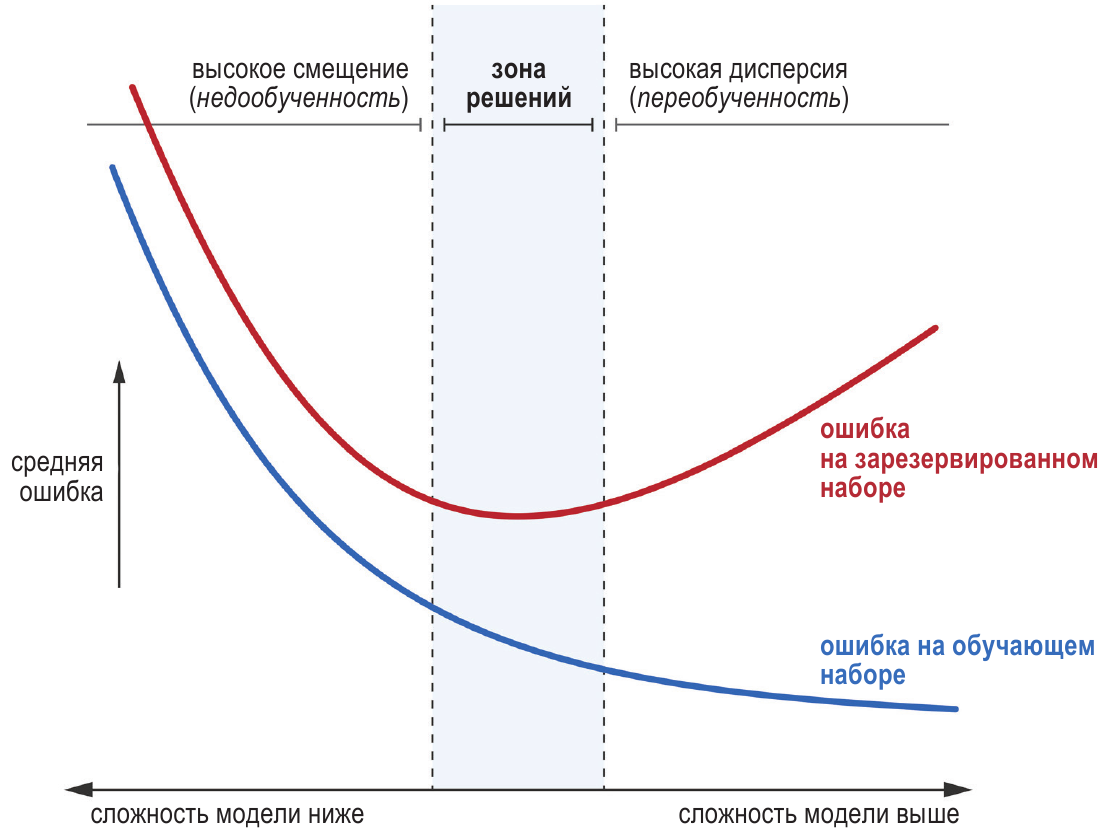 высокое смещение
(недообученность)
зона
решений
высокая дисперсия
(переобученность)
средняя
ошибка
ошибка
на зарезервированном
наборе
ошибка на обучающем
наборе
сложность модели ниже
сложность модели выше